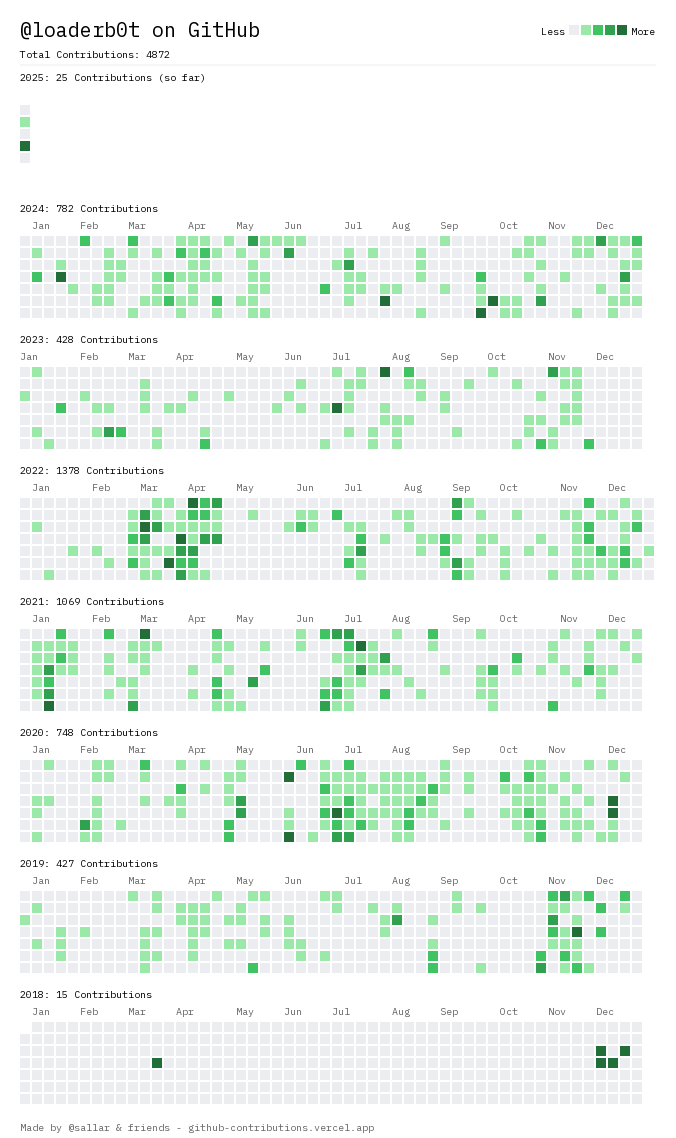 @loaderb0t on GitHub
Less More
Total Contributions: 4872
2025: 25 Contributions (so far)
2024: 782 Contributions
Jan Feb Mar Apr May Jun Jul Aug Sep Oct Nov Dec
2023: 428 Contributions
Jan Feb Mar Apr May Jun Jul Aug Sep Oct Nov Dec
2022: 1378 Contributions
Jan Feb Mar Apr May Jun Jul Aug Sep Oct Nov Dec
2021: 1069 Contributions
Jan Feb Mar Apr May Jun Jul Aug Sep Oct Nov Dec
2020: 748 Contributions
Jan Feb Mar Apr May Jun Jul Aug Sep Oct Dec
2019: 427 Contributions
Jan Feb Mar Apr May Jun Jul Aug Sep Oct Nov Dec
2018: 15 Contributions
Jan Feb Mar Apr May Jun Jul Aug Sep Oct Nov Dec
Made by @sallar & friends - github-contributions.vercel.app